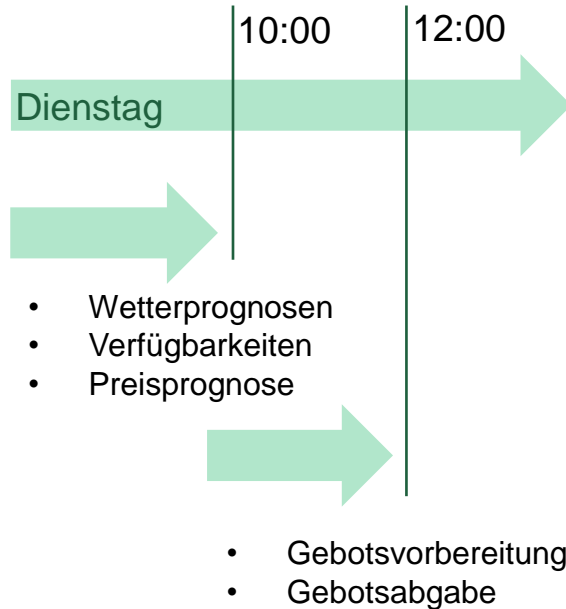 10:00
12:00
Dienstag
• Wetterprognosen
• Verfügbarkeiten
• Preisprognose
• Gebotsvorbereitung
• Gebotsabgabe